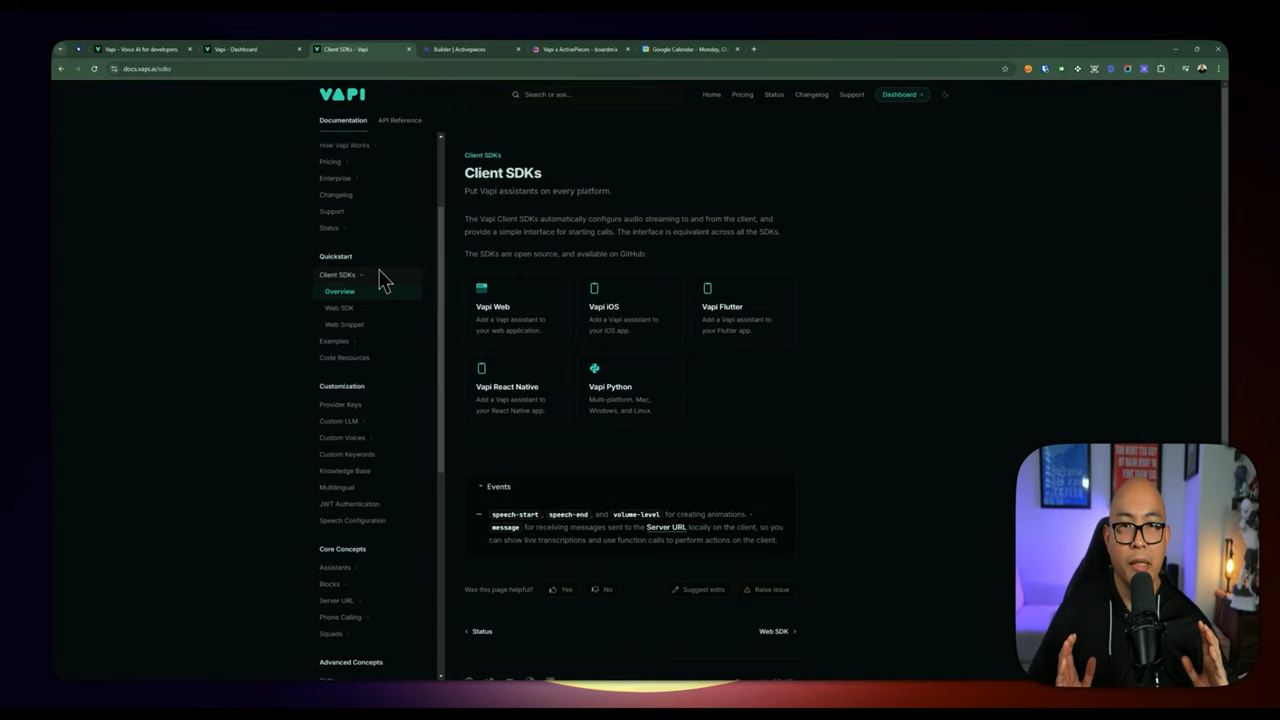 Vapi - Voice AI for developers.
Vapi - Dashboard
Client SDKs - Vapi
Builder | Activepieces
Vapi x ActivePieces - boardmix
Google Calendar - Monday, O
docs.vapi.ai/sdks
VAPI
Search or ask...
Home
Pricing
Status
Changelog
Support
Dashboard
Documentation
API Reference
How Vapi Works
Pricing
Enterprise
Changelog
Support
Status
Quickstart
Client SDKs
Overview
Web SDK
Web Snippet
Examples
Code Resources
Customization
Provider Keys
Custom LLM
Custom Voices
Custom Keywords
Knowledge Base
Multilingual
JWT Authentication
Speech Configuration
Core Concepts
Assistants
Blocks
Server URL
Phone Calling
Squads
Advanced Concepts
Client SDKs
Client SDKs
Put Vapi assistants on every platform.
The Vapi Client SDKs automatically configure audio streaming to and from the client, and
provide a simple interface for starting calls. The interface is equivalent across all the SDKs.
The SDKs are open source, and available on GitHub:
Vapi Web
Add a Vapi assistant to
your web application.
Vapi iOS
Add a Vapi assistant to
your iOS app.
Vapi Flutter
Add a Vapi assistant to
your Flutter app.
Vapi React Native
Add a Vapi assistant to
your React Native app.
Vapi Python
Multi-platform. Mac,
Windows, and Linux.
Events
speech-start, speech-end, and volume-level for creating animations. -
message for receiving messages sent to the Server URL locally on the client, so you
can show live transcriptions and use function calls to perform actions on the client.
Was this page helpful?
Yes
No
Suggest edits
Raise issue
Status
Web SDK